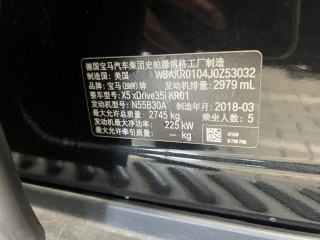 德国宝马汽车集团史帕滕博格工厂制造
制造国:美国 WBAKR0104J0Z53032
品牌:宝马(BMW)牌 发动机排量:2979 mL
整车型号:X5 xDrive35i KR01
发动机型号:N55B30A 制造年月:2018-03
最大允许总质量:2745 kg 乘坐人数:5
发动机最大净功率:225 kW
最大允许牵引质量: -- kg